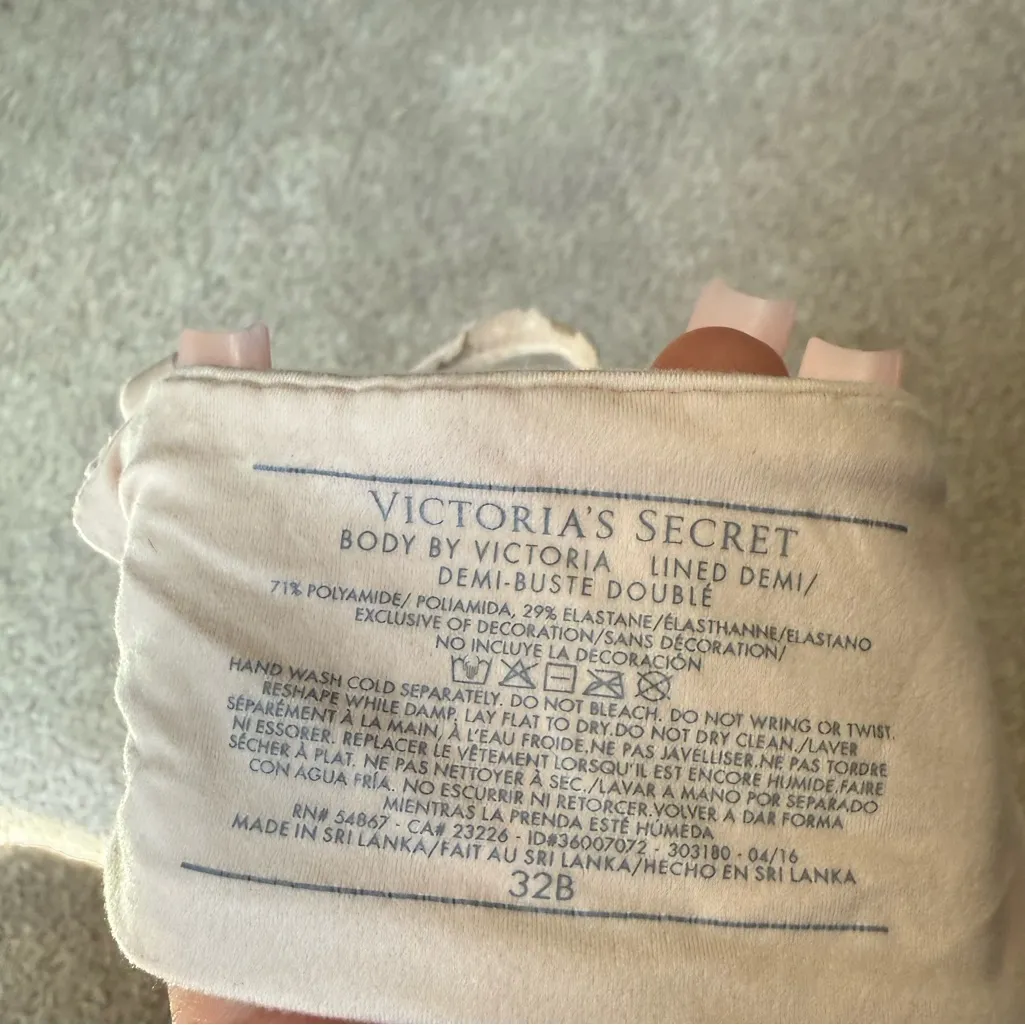 VICTORIA'S SECRET
BODY BY VICTORIA LINED DEMI/
DEMI-BUSTE DOUBLÉ
71% POLYAMIDE/ POLIAMIDA, 29% ELASTANE/ÉLASTHANNE/ELASTANO
EXCLUSIVE OF DECORATION/SANS DÉCORATION/
NO INCLUYE LA DECORACIÓN
HAND WASH COLD SEPARATELY. DO NOT BLEACH. DO NOT WRING OR TWIST.
RESHAPE WHILE DAMP. LAY FLAT TO DRY.DO NOT DRY CLEAN./LAVER
SÉPARÉMENT À LA MAIN, À L'EAU FROIDE.NE PAS JAVELLISER.NE PAS TORDRE
NI ESSORER. REPLACER LE VÊTEMENT LORSQU'IL EST ENCORE HUMIDE.FAIRE
SÉCHER À PLAT. NE PAS NETTOYER À SEC./LAVAR A MANO POR SEPARADO
CON AGUA FRÍA. NO ESCURRIR NI RETORCER.VOLVER A DAR FORMA
MIENTRAS LA PRENDA ESTÉ HÚMEDA
RN# 54867 - CA# 23226 - ID#36007072 - 303180 - 04/16
MADE IN SRI LANKA/FAIT AU SRI LANKA/HECHO EN SRI LANKA
32B